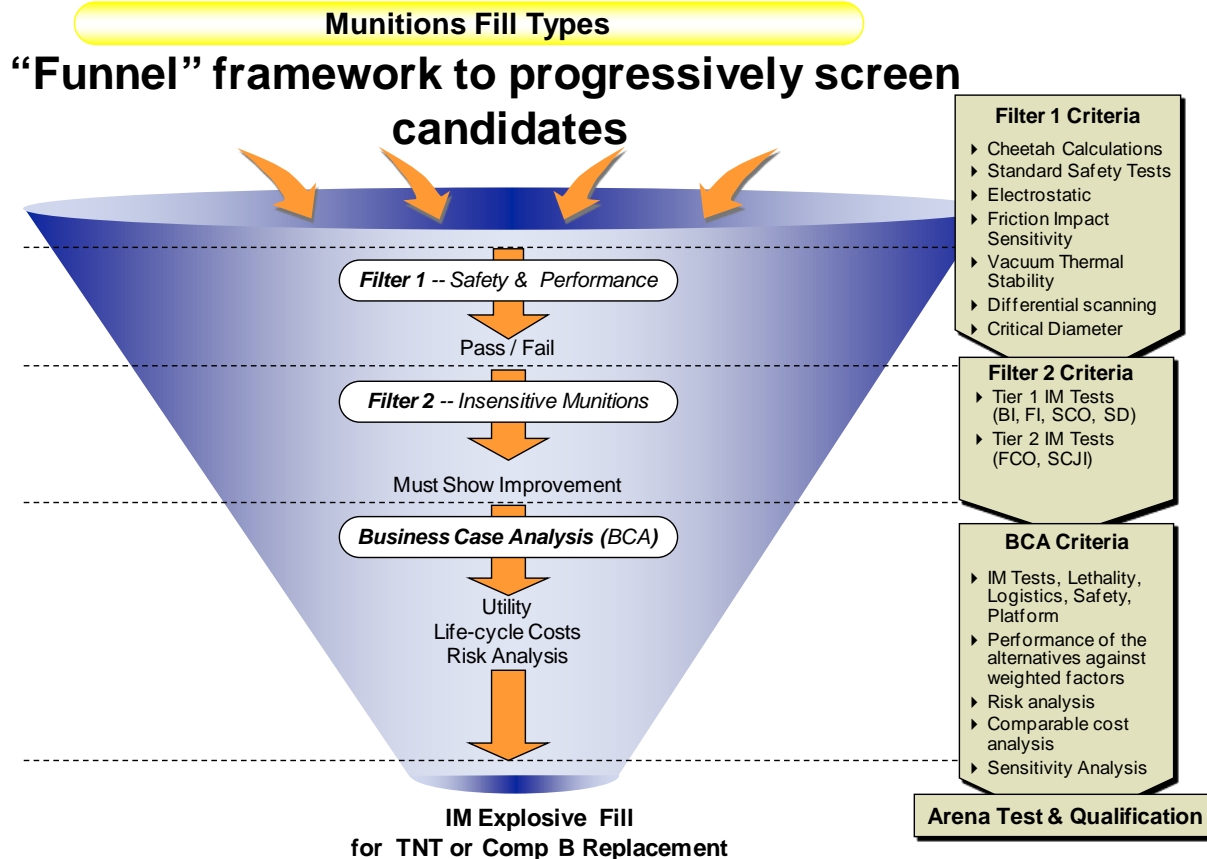 Munitions Fill Types
“Funnel” framework to progressively screen
candidates
Filter 1 -- Safety & Performance
Pass / Fail
Filter 2 -- Insensitive Munitions
Must Show Improvement
Business Case Analysis (BCA)
Utility
Life-cycle Costs
Risk Analysis
IM Explosive Fill
for TNT or Comp B Replacement
Filter 1 Criteria
Cheetah Calculations
Standard Safety Tests
Electrostatic
Friction Impact
Sensitivity
Vacuum Thermal
Stability
Differential scanning
Critical Diameter
Filter 2 Criteria
Tier 1 IM Tests
(BI, FI, SCO, SD)
Tier 2 IM Tests
(FCO, SCJI)
BCA Criteria
IM Tests, Lethality,
Logistics, Safety,
Platform
Performance of the
alternatives against
weighted factors
Risk analysis
Comparable cost
analysis
Sensitivity Analysis
Arena Test & Qualification